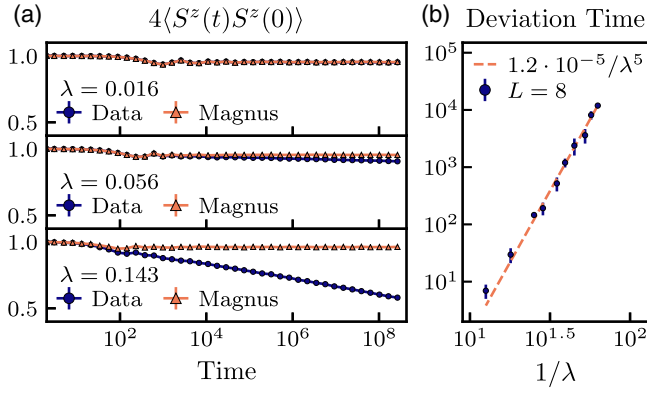 (a) 4⟨S^z(t)S^z(0)⟩
1.0
λ = 0.016
Data Magnus
0.5
1.0
λ = 0.056
Data Magnus
0.5
1.0
λ = 0.143
Data Magnus
0.5
10^2 10^4 10^6 10^8
Time
(b) Deviation Time
10^5
1.2 · 10^−5/λ^5
L = 8
10^4
10^3
10^2
10^1
10^1 10^1.5 10^2
1/λ